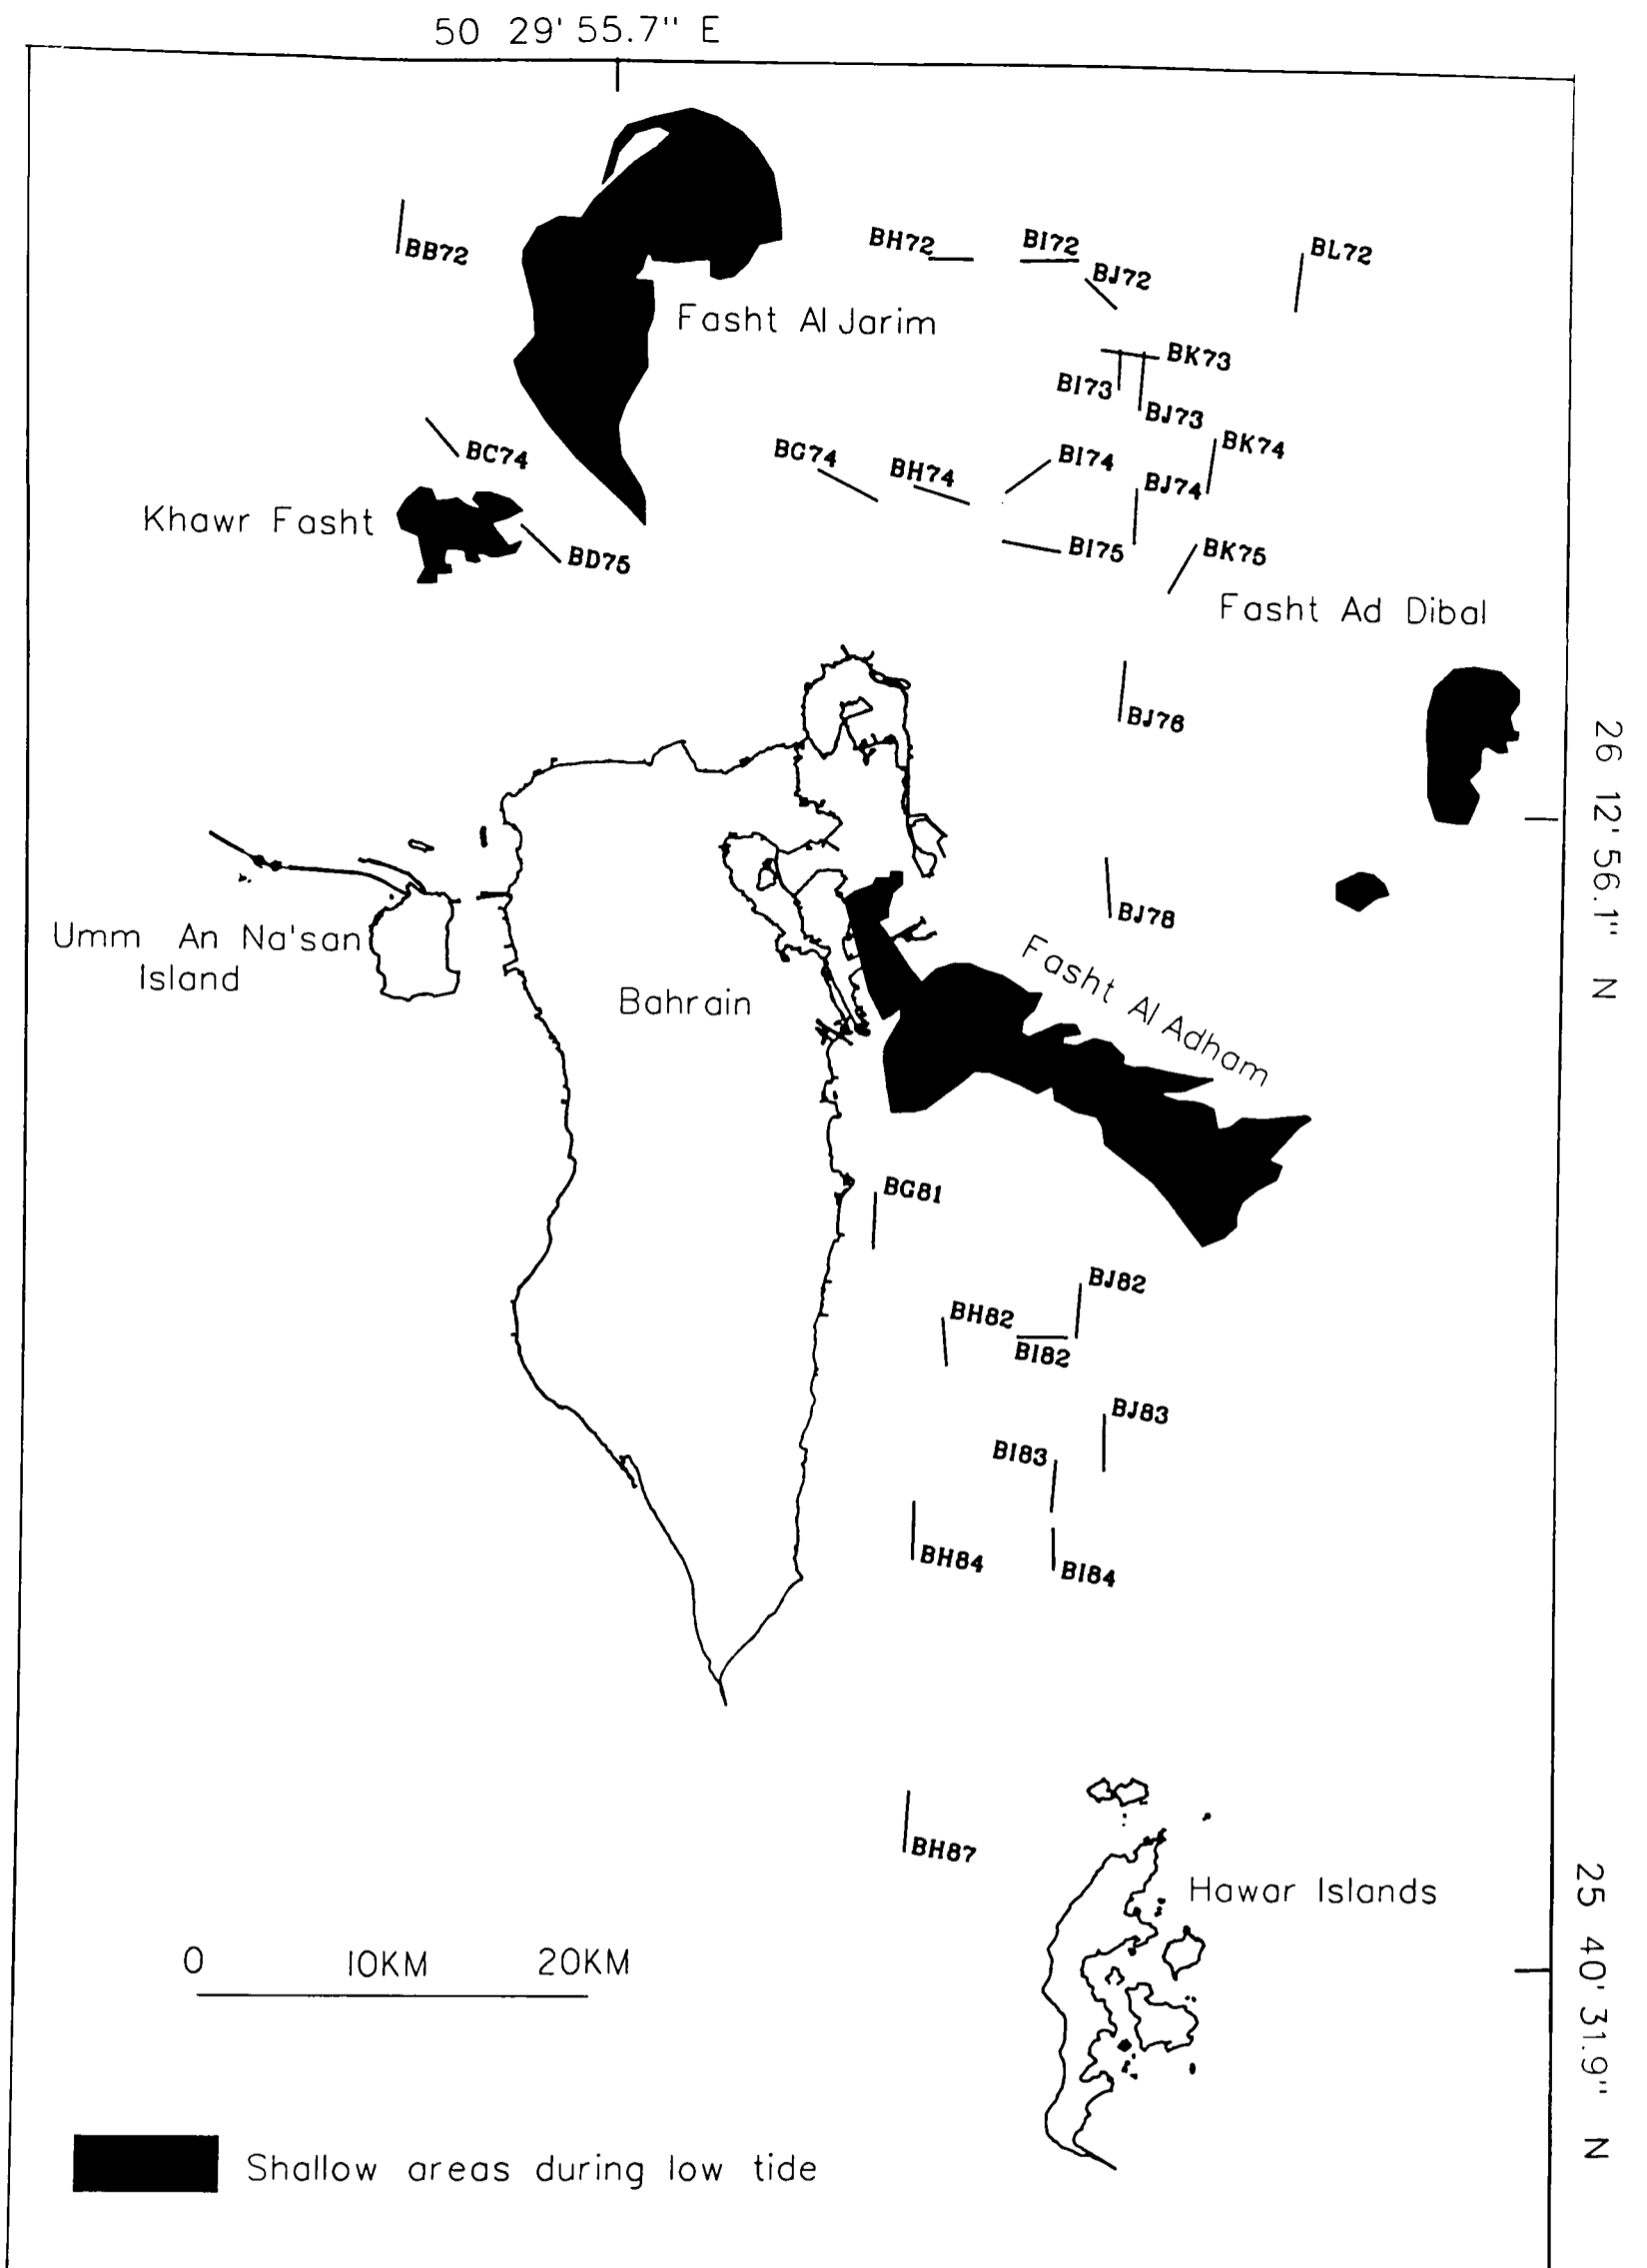 50 29' 55.7" E
BB72
BH72
BI72
BJ72
BL72
Fasht Al Jarim
BK73
BI73
BJ73
BC74
BG74
BH74
BI74
BK74
BJ74
Khawr Fasht
BD75
BI75
BK75
Fasht Ad Dibal
BJ76
26 12' 56.1" N
BJ78
Umm An Na'san
Island
Bahrain
Fasht Al Adham
BG81
BJ82
BH82
BI82
BJ83
BI83
BH84
BI84
BH87
Hawar Islands
25 40' 31.9" N
0 10KM 20KM
Shallow areas during low tide